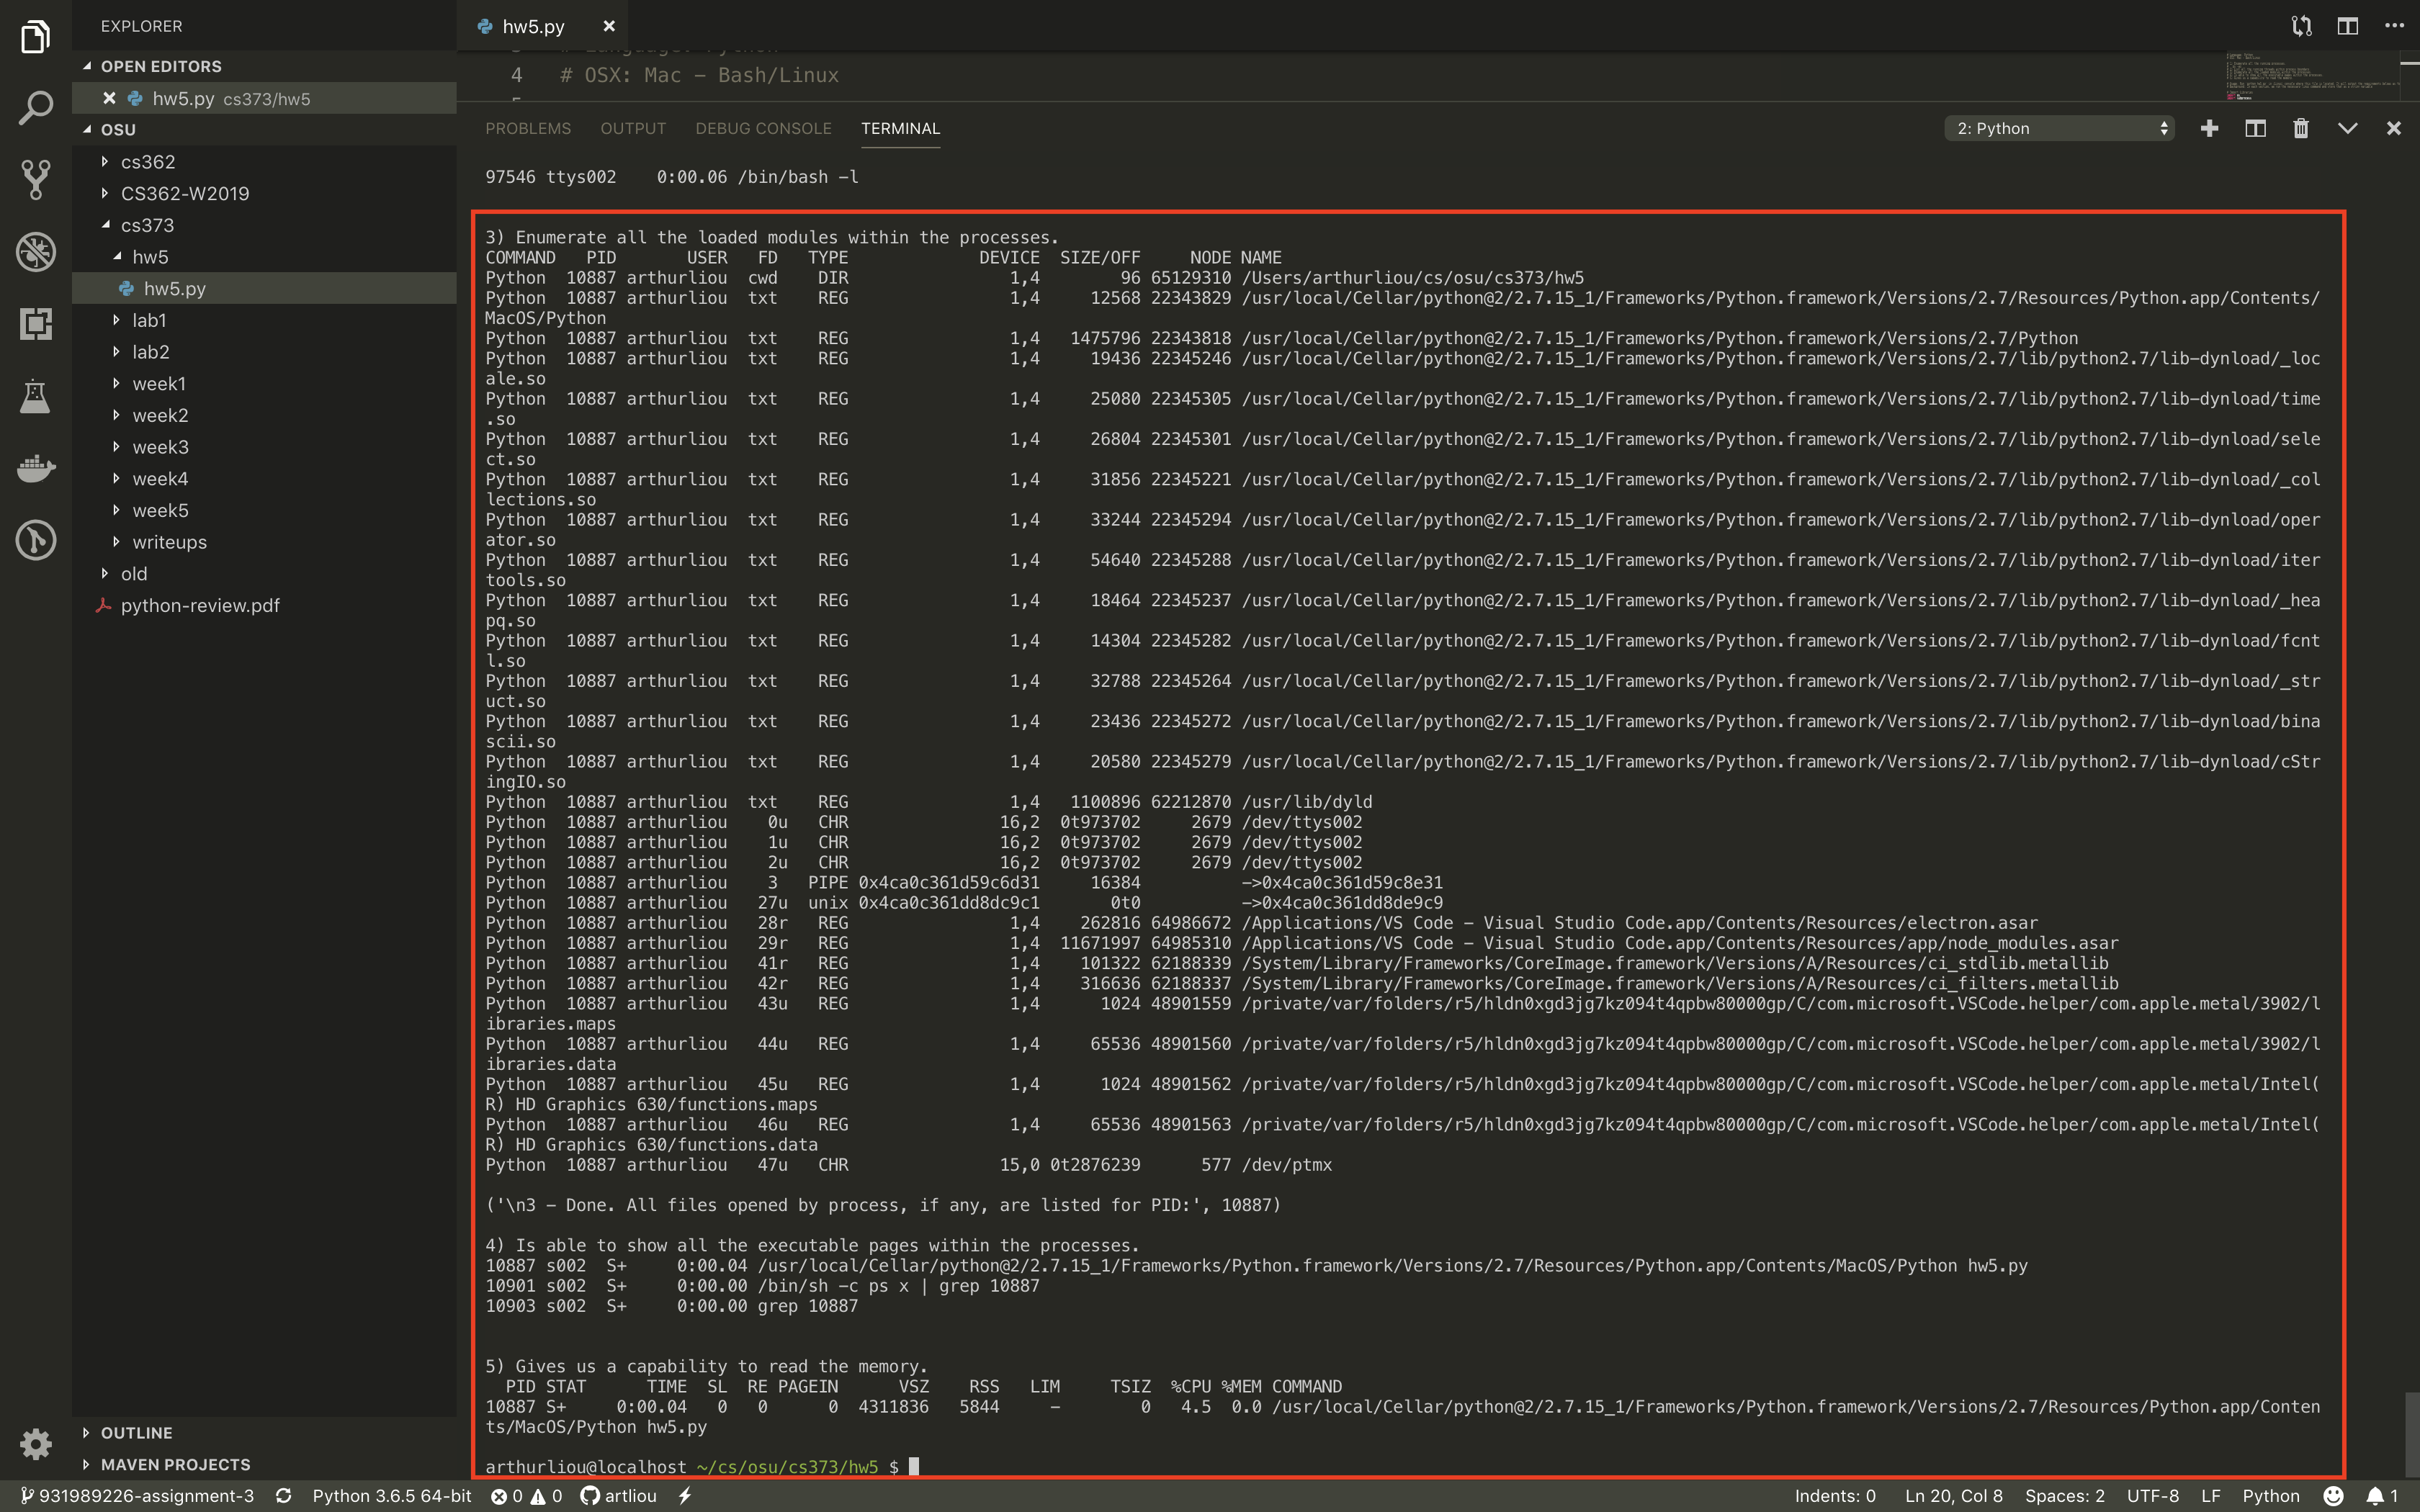 EXPLORER
OPEN EDITORS
hw5.py cs373/hw5
OSU
cs362
CS362-W2019
cs373
hw5
hw5.py
lab1
lab2
week1
week2
week3
week4
week5
writeups
old
python-review.pdf
OUTLINE
MAVEN PROJECTS
hw5.py
4 # OSX: Mac - Bash/Linux
PROBLEMS OUTPUT DEBUG CONSOLE TERMINAL 2: Python
97546 ttys002    0:00.06 /bin/bash -l
3) Enumerate all the loaded modules within the processes.
COMMAND   PID       USER   FD   TYPE             DEVICE  SIZE/OFF     NODE NAME
Python  10887 arthurliou  cwd    DIR                1,4        96 65129310 /Users/arthurliou/cs/osu/cs373/hw5
Python  10887 arthurliou  txt    REG                1,4     12568 22343829 /usr/local/Cellar/python@2/2.7.15_1/Frameworks/Python.framework/Versions/2.7/Resources/Python.app/Contents/
MacOS/Python
Python  10887 arthurliou  txt    REG                1,4   1475796 22343818 /usr/local/Cellar/python@2/2.7.15_1/Frameworks/Python.framework/Versions/2.7/Python
Python  10887 arthurliou  txt    REG                1,4     19436 22345246 /usr/local/Cellar/python@2/2.7.15_1/Frameworks/Python.framework/Versions/2.7/lib/python2.7/lib-dynload/_loc
ale.so
Python  10887 arthurliou  txt    REG                1,4     25080 22345305 /usr/local/Cellar/python@2/2.7.15_1/Frameworks/Python.framework/Versions/2.7/lib/python2.7/lib-dynload/time
.so
Python  10887 arthurliou  txt    REG                1,4     26804 22345301 /usr/local/Cellar/python@2/2.7.15_1/Frameworks/Python.framework/Versions/2.7/lib/python2.7/lib-dynload/sele
ct.so
Python  10887 arthurliou  txt    REG                1,4     31856 22345221 /usr/local/Cellar/python@2/2.7.15_1/Frameworks/Python.framework/Versions/2.7/lib/python2.7/lib-dynload/_col
lections.so
Python  10887 arthurliou  txt    REG                1,4     33244 22345294 /usr/local/Cellar/python@2/2.7.15_1/Frameworks/Python.framework/Versions/2.7/lib/python2.7/lib-dynload/oper
ator.so
Python  10887 arthurliou  txt    REG                1,4     54640 22345288 /usr/local/Cellar/python@2/2.7.15_1/Frameworks/Python.framework/Versions/2.7/lib/python2.7/lib-dynload/iter
tools.so
Python  10887 arthurliou  txt    REG                1,4     18464 22345237 /usr/local/Cellar/python@2/2.7.15_1/Frameworks/Python.framework/Versions/2.7/lib/python2.7/lib-dynload/_hea
pq.so
Python  10887 arthurliou  txt    REG                1,4     14304 22345282 /usr/local/Cellar/python@2/2.7.15_1/Frameworks/Python.framework/Versions/2.7/lib/python2.7/lib-dynload/fcnt
l.so
Python  10887 arthurliou  txt    REG                1,4     32788 22345264 /usr/local/Cellar/python@2/2.7.15_1/Frameworks/Python.framework/Versions/2.7/lib/python2.7/lib-dynload/_str
uct.so
Python  10887 arthurliou  txt    REG                1,4     23436 22345272 /usr/local/Cellar/python@2/2.7.15_1/Frameworks/Python.framework/Versions/2.7/lib/python2.7/lib-dynload/bina
scii.so
Python  10887 arthurliou  txt    REG                1,4     20580 22345279 /usr/local/Cellar/python@2/2.7.15_1/Frameworks/Python.framework/Versions/2.7/lib/python2.7/lib-dynload/cStr
ingIO.so
Python  10887 arthurliou  txt    REG                1,4   1100896 62212870 /usr/lib/dyld
Python  10887 arthurliou    0u   CHR               16,2  0t973702     2679 /dev/ttys002
Python  10887 arthurliou    1u   CHR               16,2  0t973702     2679 /dev/ttys002
Python  10887 arthurliou    2u   CHR               16,2  0t973702     2679 /dev/ttys002
Python  10887 arthurliou    3   PIPE 0x4ca0c361d59c6d31     16384          ->0x4ca0c361d59c8e31
Python  10887 arthurliou   27u  unix 0x4ca0c361dd8dc9c1       0t0          ->0x4ca0c361dd8de9c9
Python  10887 arthurliou   28r   REG                1,4    262816 64986672 /Applications/VS Code - Visual Studio Code.app/Contents/Resources/electron.asar
Python  10887 arthurliou   29r   REG                1,4  11671997 64985310 /Applications/VS Code - Visual Studio Code.app/Contents/Resources/app/node_modules.asar
Python  10887 arthurliou   41r   REG                1,4    101322 62188339 /System/Library/Frameworks/CoreImage.framework/Versions/A/Resources/ci_stdlib.metallib
Python  10887 arthurliou   42r   REG                1,4    316636 62188337 /System/Library/Frameworks/CoreImage.framework/Versions/A/Resources/ci_filters.metallib
Python  10887 arthurliou   43u   REG                1,4      1024 48901559 /private/var/folders/r5/hldn0xgd3jg7kz094t4qpbw80000gp/C/com.microsoft.VSCode.helper/com.apple.metal/3902/l
ibraries.maps
Python  10887 arthurliou   44u   REG                1,4     65536 48901560 /private/var/folders/r5/hldn0xgd3jg7kz094t4qpbw80000gp/C/com.microsoft.VSCode.helper/com.apple.metal/3902/l
ibraries.data
Python  10887 arthurliou   45u   REG                1,4      1024 48901562 /private/var/folders/r5/hldn0xgd3jg7kz094t4qpbw80000gp/C/com.microsoft.VSCode.helper/com.apple.metal/Intel(
R) HD Graphics 630/functions.maps
Python  10887 arthurliou   46u   REG                1,4     65536 48901563 /private/var/folders/r5/hldn0xgd3jg7kz094t4qpbw80000gp/C/com.microsoft.VSCode.helper/com.apple.metal/Intel(
R) HD Graphics 630/functions.data
Python  10887 arthurliou   47u   CHR               15,0 0t2876239      577 /dev/ptmx
('\n3 - Done. All files opened by process, if any, are listed for PID:', 10887)
4) Is able to show all the executable pages within the processes.
10887 s002  S+     0:00.04 /usr/local/Cellar/python@2/2.7.15_1/Frameworks/Python.framework/Versions/2.7/Resources/Python.app/Contents/MacOS/Python hw5.py
10901 s002  S+     0:00.00 /bin/sh -c ps x | grep 10887
10903 s002  S+     0:00.00 grep 10887
5) Gives us a capability to read the memory.
  PID STAT      TIME  SL  RE PAGEIN      VSZ    RSS   LIM     TSIZ  %CPU %MEM COMMAND
10887 S+     0:00.04   0   0      0  4311836   5844     -        0   4.5  0.0 /usr/local/Cellar/python@2/2.7.15_1/Frameworks/Python.framework/Versions/2.7/Resources/Python.app/Conten
ts/MacOS/Python hw5.py
arthurliou@localhost ~/cs/osu/cs373/hw5 $
931989226-assignment-3 Python 3.6.5 64-bit 0 0 artliou Indents: 0 Ln 20, Col 8 Spaces: 2 UTF-8 LF Python 1